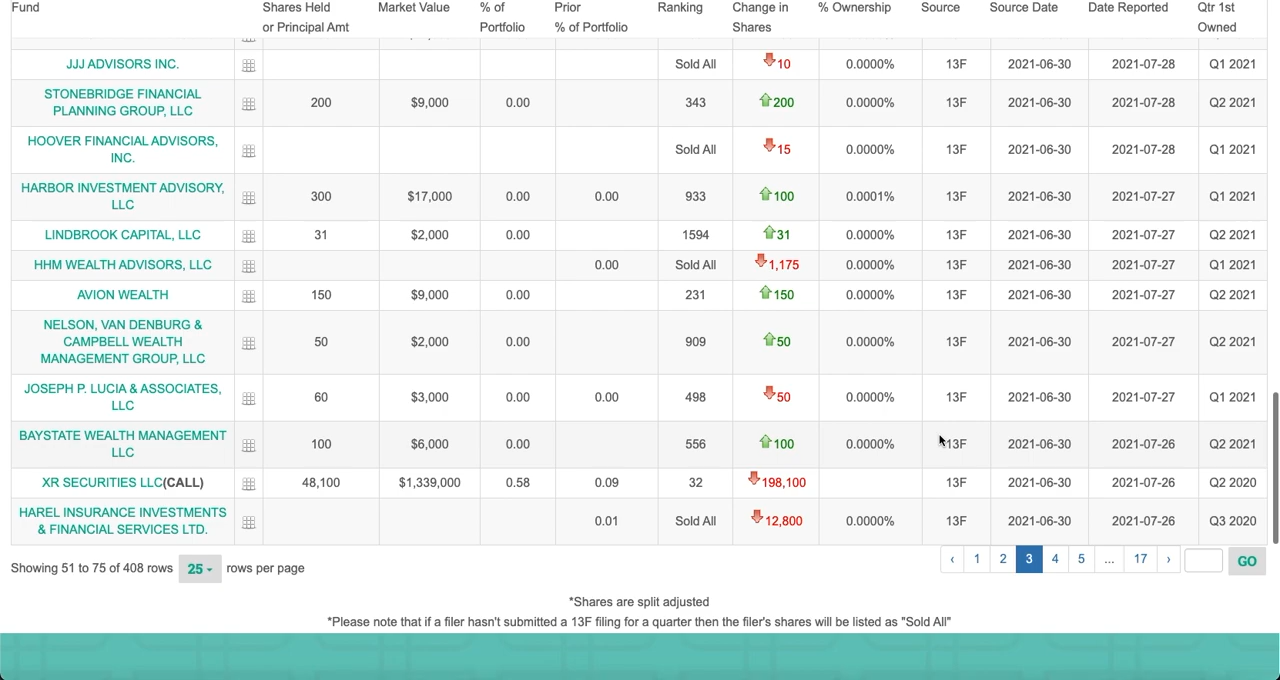 Fund Shares Held Market Value % of Prior Ranking Change in % Ownership Source Source Date Date Reported Qtr 1st
or Principal Amt Portfolio % of Portfolio Shares Owned
JJJ ADVISORS INC. Sold All 10 0.0000% 13F 2021-06-30 2021-07-28 Q1 2021
STONEBRIDGE FINANCIAL
PLANNING GROUP, LLC 200 $9,000 0.00 343 200 0.0000% 13F 2021-06-30 2021-07-28 Q2 2021
HOOVER FINANCIAL ADVISORS,
INC. Sold All 15 0.0000% 13F 2021-06-30 2021-07-28 Q1 2021
HARBOR INVESTMENT ADVISORY,
LLC 300 $17,000 0.00 0.00 933 100 0.0001% 13F 2021-06-30 2021-07-27 Q1 2021
LINDBROOK CAPITAL, LLC 31 $2,000 0.00 1594 31 0.0000% 13F 2021-06-30 2021-07-27 Q2 2021
HHM WEALTH ADVISORS, LLC 0.00 Sold All 1,175 0.0000% 13F 2021-06-30 2021-07-27 Q1 2021
AVION WEALTH 150 $9,000 0.00 231 150 0.0000% 13F 2021-06-30 2021-07-27 Q2 2021
NELSON, VAN DENBURG &
CAMPBELL WEALTH 50 $2,000 0.00 909 50 0.0000% 13F 2021-06-30 2021-07-27 Q2 2021
MANAGEMENT GROUP, LLC
JOSEPH P. LUCIA & ASSOCIATES,
LLC 60 $3,000 0.00 0.00 498 50 0.0000% 13F 2021-06-30 2021-07-27 Q1 2021
BAYSTATE WEALTH MANAGEMENT
LLC 100 $6,000 0.00 556 100 0.0000% 13F 2021-06-30 2021-07-26 Q2 2021
XR SECURITIES LLC(CALL) 48,100 $1,339,000 0.58 0.09 32 198,100 13F 2021-06-30 2021-07-26 Q2 2020
HAREL INSURANCE INVESTMENTS
& FINANCIAL SERVICES LTD. 0.01 Sold All 12,800 0.0000% 13F 2021-06-30 2021-07-26 Q3 2020
Showing 51 to 75 of 408 rows 25 rows per page ‹ 1 2 3 4 5 ... 17 › GO
*Shares are split adjusted
*Please note that if a filer hasn't submitted a 13F filing for a quarter then the filer's shares will be listed as "Sold All"